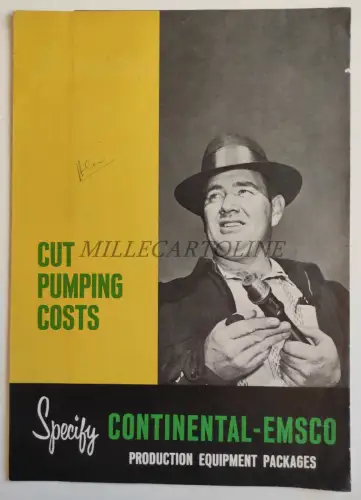 CUT
PUMPING
COSTS
MILLECARTOLINE
Specify CONTINENTAL-EMSCO
PRODUCTION EQUIPMENT PACKAGES